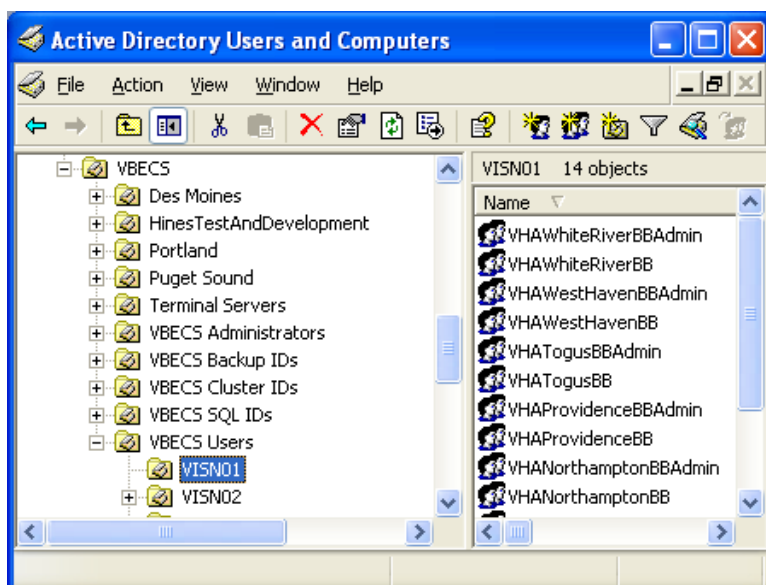 Active Directory Users and Computers
File Action View Window Help
VBECS
Des Moines
HinesTestAndDevelopment
Portland
Puget Sound
Terminal Servers
VBECS Administrators
VBECS Backup IDs
VBECS Cluster IDs
VBECS SQL IDs
VBECS Users
VISN01
VISN02
VISN01 14 objects
Name
VHAWhiteRiverBBAdmin
VHAWhiteRiverBB
VHAWestHavenBBAdmin
VHAWestHavenBB
VHATogusBBAdmin
VHATogusBB
VHAProvidenceBBAdmin
VHAProvidenceBB
VHANorthamptonBBAdmin
VHANorthamptonBB